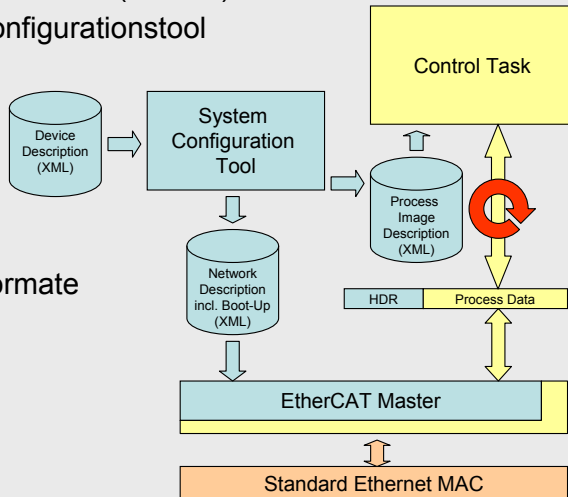 onfigurationstool
Control Task
System
Configuration
Tool
Device
Description
(XML)
Process
Image
Description
(XML)
Network
Description
incl. Boot-Up
(XML)
ormate
HDR
Process Data
EtherCAT Master
Standard Ethernet MAC